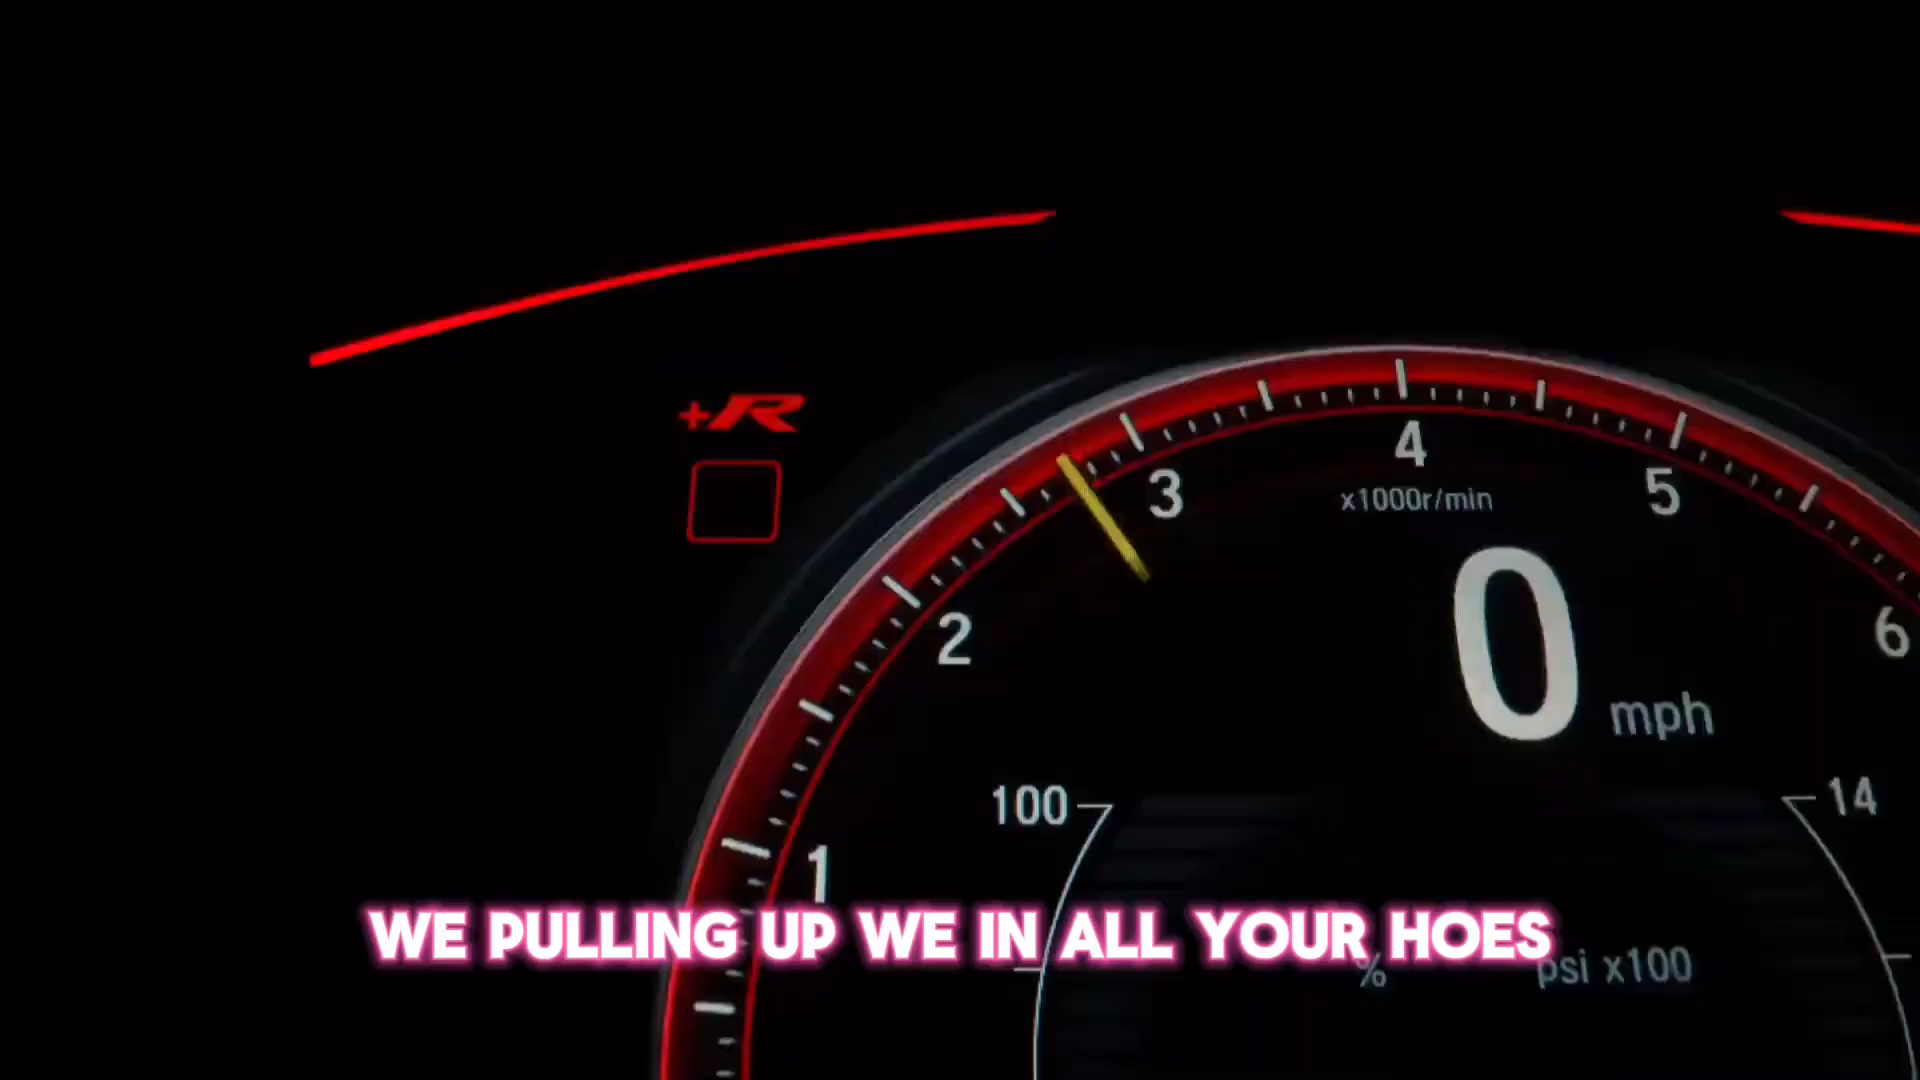 +R
4
3
5
x1000r/min
2
6
0 mph
100
14
1
WE PULLING UP WE IN ALL YOUR HOES
%
psi x100